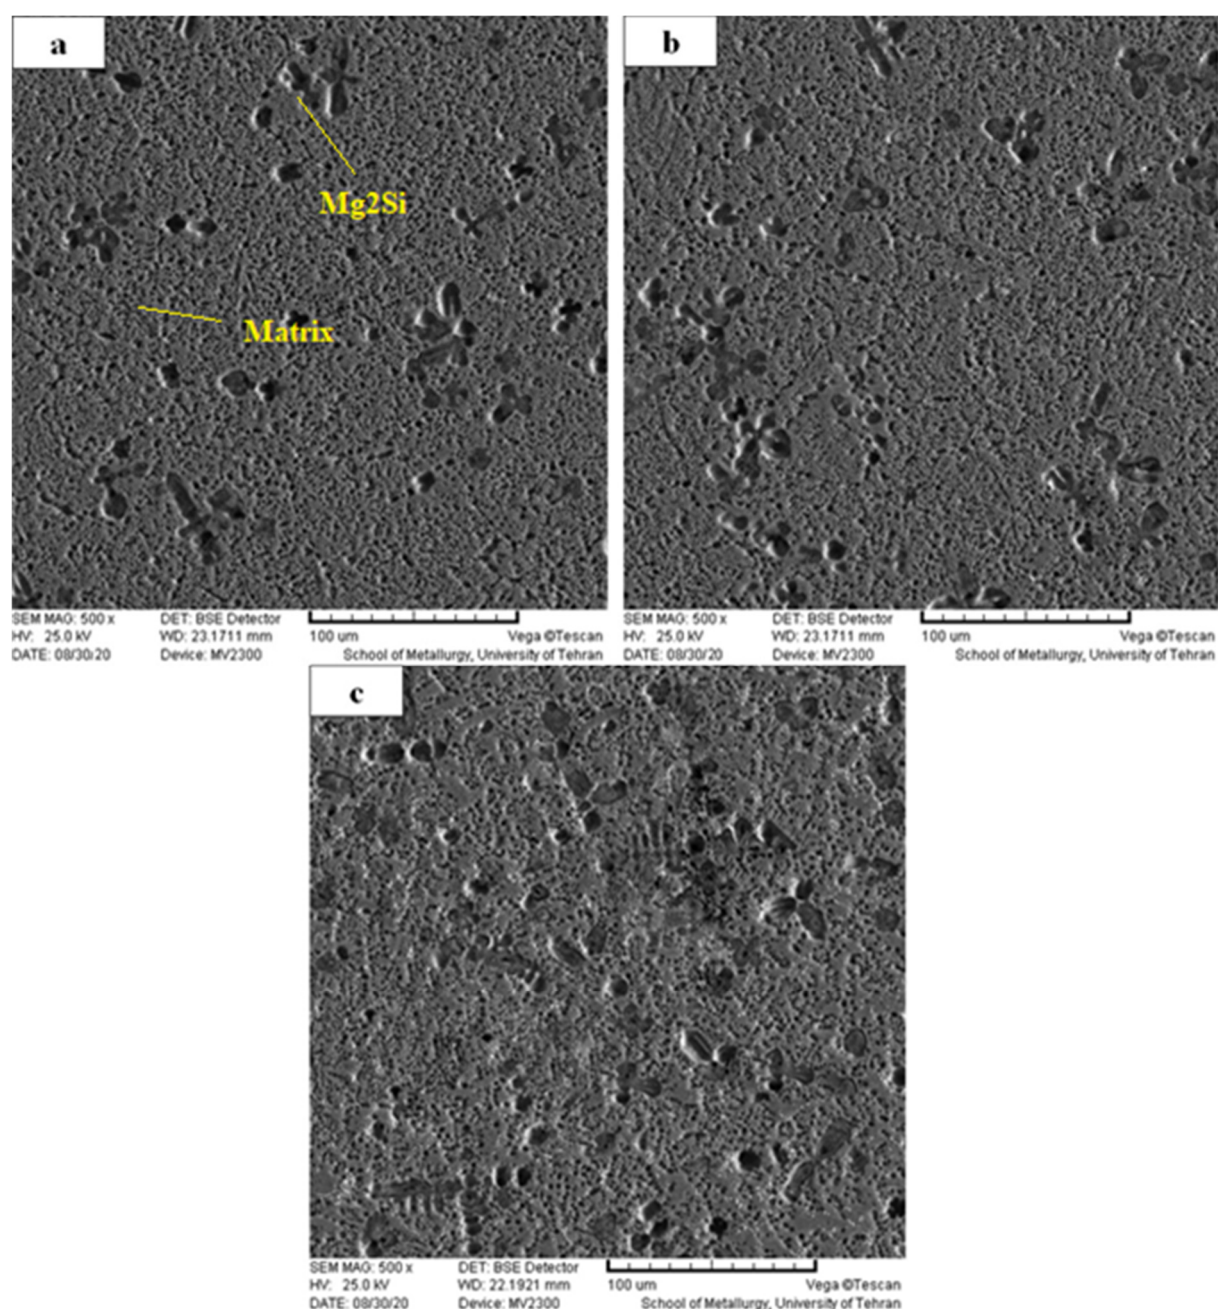 a
Mg2Si
Matrix
SEM MAG: 500 x DET: BSE Detector
HV: 25.0 kV WD: 23.1711 mm 100 um Vega ©Tescan
DATE: 08/30/20 Device: MV2300 School of Metallurgy, University of Tehran
b
SEM MAG: 500 x DET: BSE Detector
HV: 25.0 kV WD: 23.1711 mm 100 um Vega ©Tescan
DATE: 08/30/20 Device: MV2300 School of Metallurgy, University of Tehran
c
SEM MAG: 500 x DET: BSE Detector
HV: 25.0 kV WD: 22.1921 mm 100 um Vega ©Tescan
DATE: 08/30/20 Device: MV2300 School of Metallurgy, University of Tehran